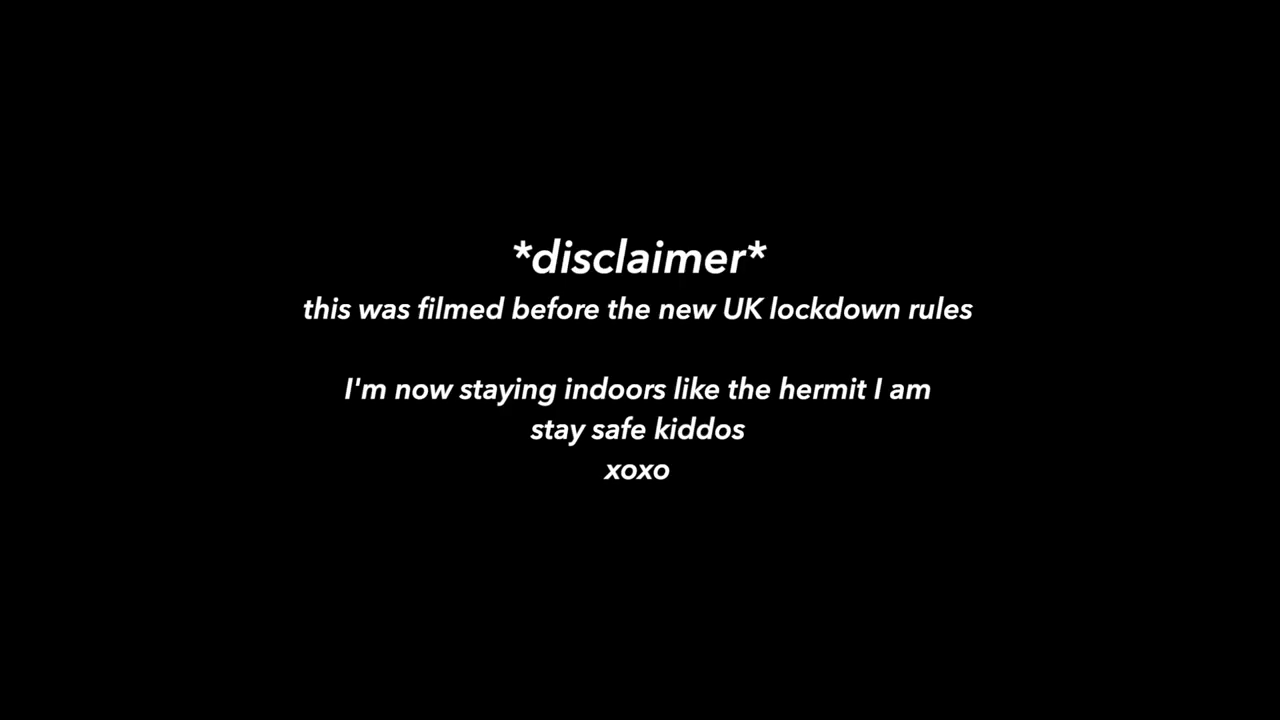 *disclaimer*
this was filmed before the new UK lockdown rules
I'm now staying indoors like the hermit I am
stay safe kiddos
xoxo